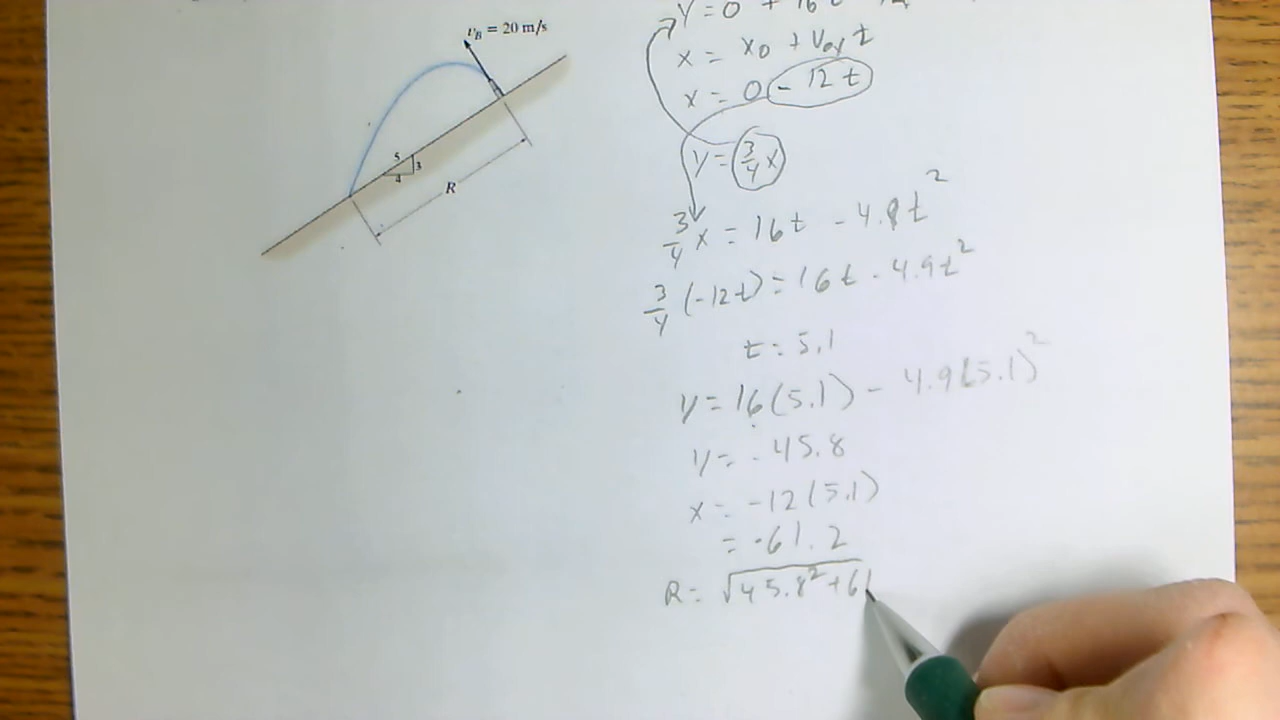 v_B = 20 m/s
5
3
4
R
y = 0 + 16t
x = x₀ + v₀ₓ t
x = 0 - 12 t
y = 3/4 x
3/4 x = 16t - 4.9t²
3/4 (-12t) = 16t - 4.9t²
t = 5.1
y = 16(5.1) - 4.9(5.1)²
y = -45.8
x = -12(5.1)
= -61.2
R = √45.8² + 61